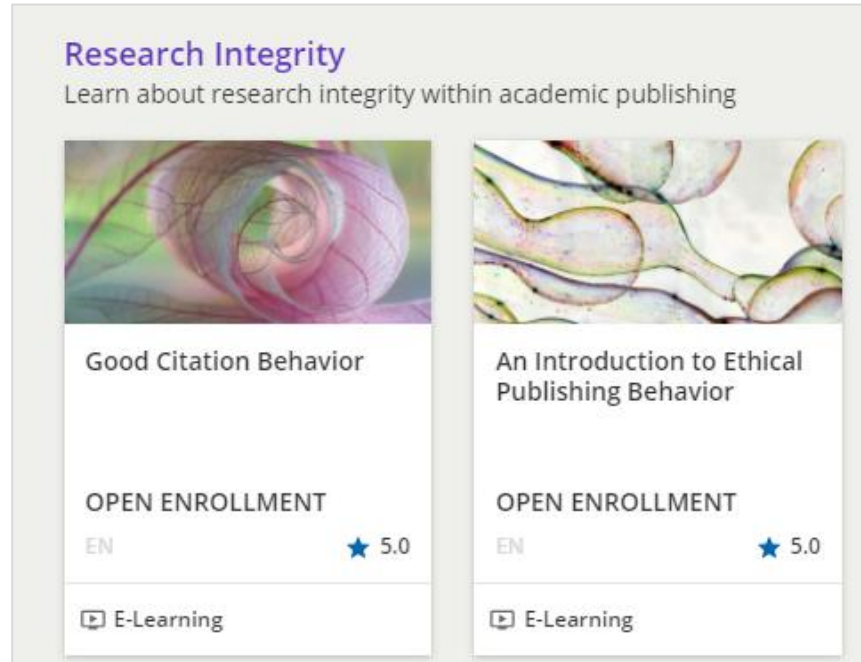 Research Integrity
Learn about research integrity within academic publishing
Good Citation Behavior
OPEN ENROLLMENT
EN
5.0
E-Learning
An Introduction to Ethical
Publishing Behavior
OPEN ENROLLMENT
EN
5.0
E-Learning